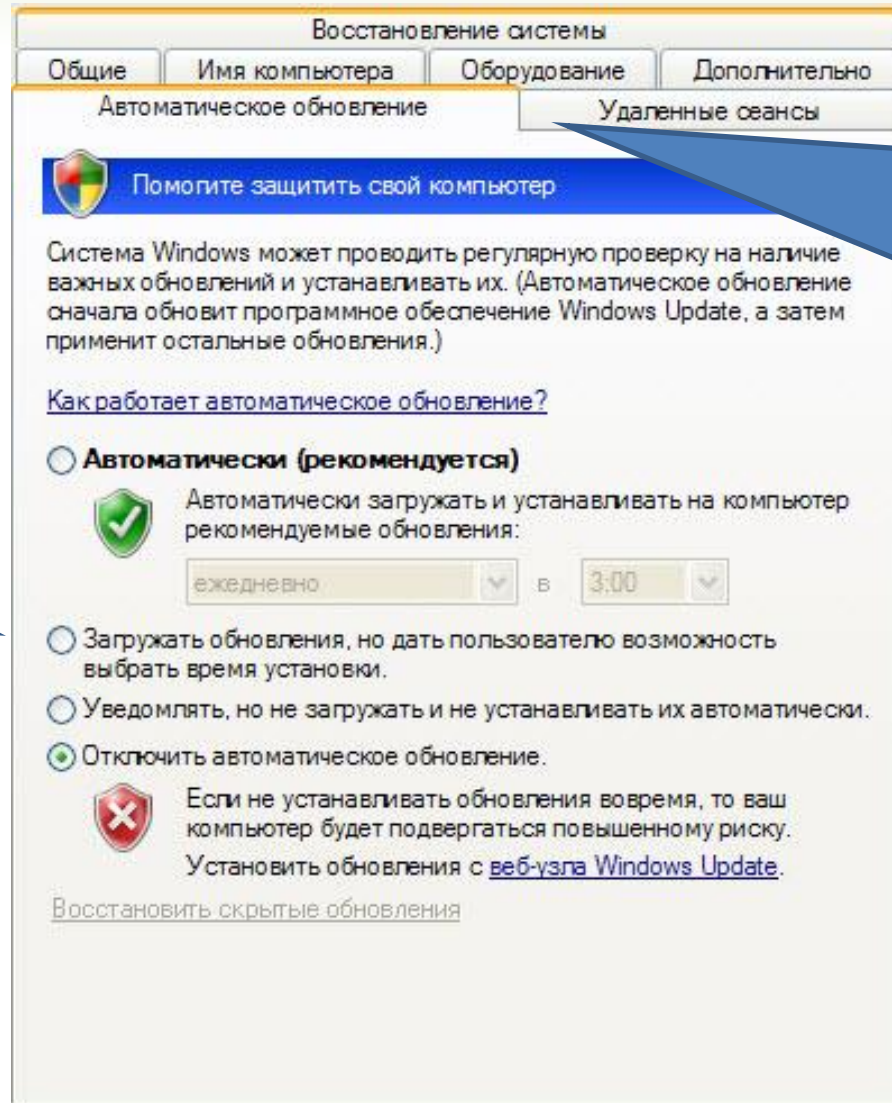 Восстановление системы
Общие Имя компьютера Оборудование Дополнительно
Автоматическое обновление Удаленные сеансы
Помогите защитить свой компьютер
Система Windows может проводить регулярную проверку на наличие
важных обновлений и устанавливать их. (Автоматическое обновление
сначала обновит программное обеспечение Windows Update, а затем
применит остальные обновления.)
Как работает автоматическое обновление?
Автоматически (рекомендуется)
Автоматически загружать и устанавливать на компьютер
рекомендуемые обновления:
ежедневно в 3:00
Загружать обновления, но дать пользователю возможность
выбрать время установки.
Уведомлять, но не загружать и не устанавливать их автоматически.
Отключить автоматическое обновление.
Если не устанавливать обновления вовремя, то ваш
компьютер будет подвергаться повышенному риску.
Установить обновления с веб-узла Windows Update.
Восстановить скрытые обновления